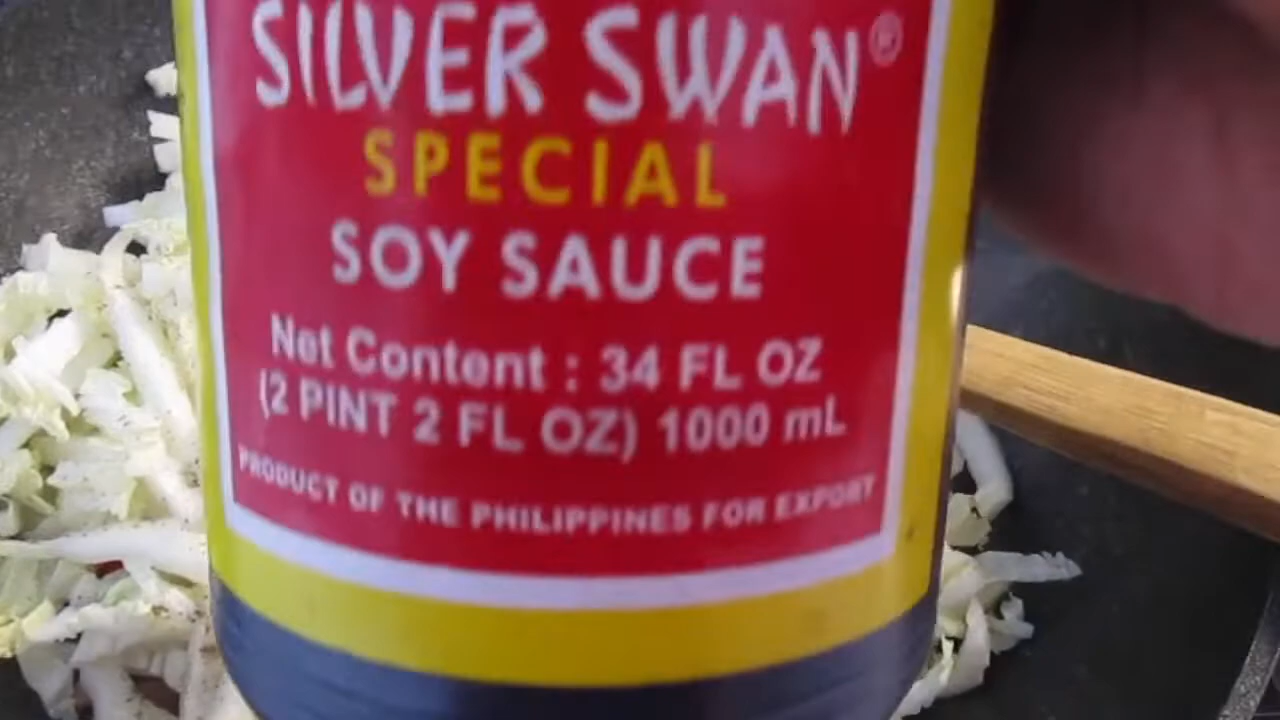 SILVER SWAN®
SPECIAL
SOY SAUCE
Net Content : 34 FL OZ
(2 PINT 2 FL OZ) 1000 mL
PRODUCT OF THE PHILIPPINES FOR EXPORT